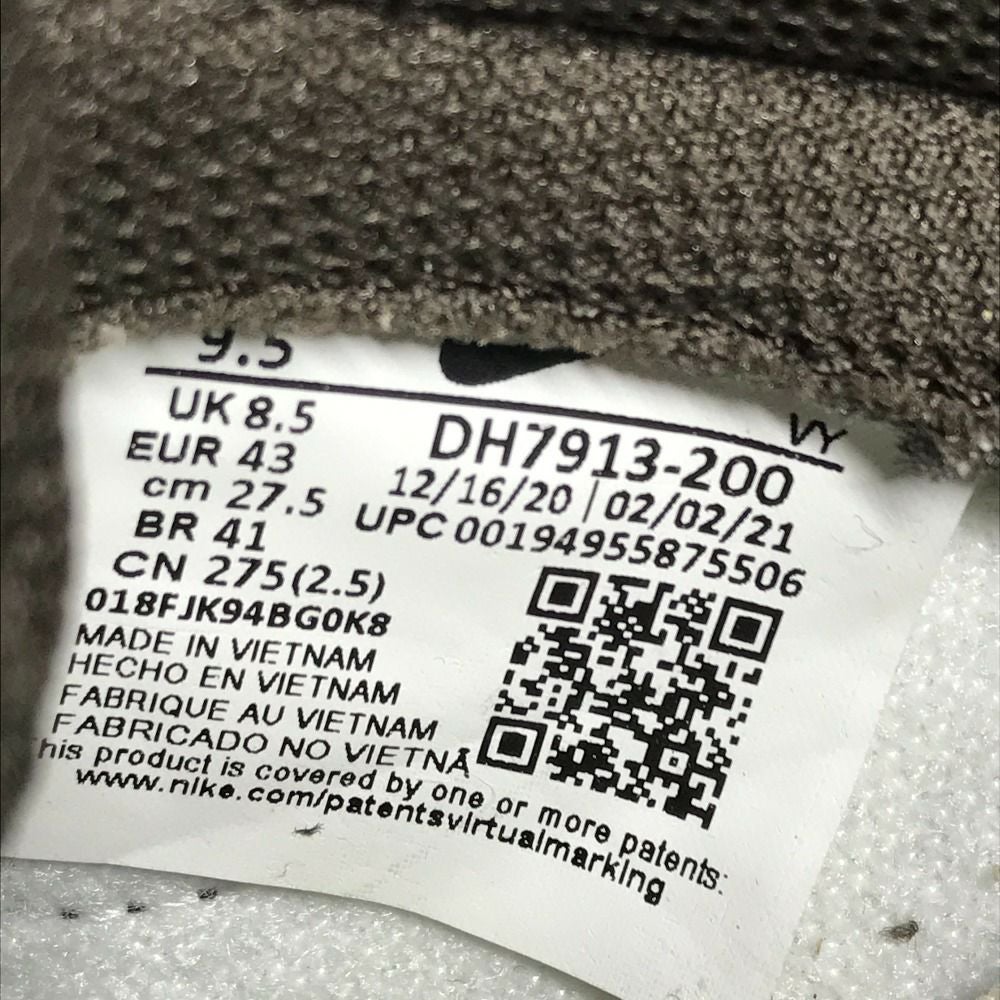 9.5
VY
UK 8.5
EUR 43
cm 27.5
BR 41
CN 275(2.5)
DH7913-200
12/16/20 | 02/02/21
UPC 00194955875506
018FJK94BG0K8
MADE IN VIETNAM
HECHO EN VIETNAM
FABRIQUE AU VIETNAM
FABRICADO NO VIETNÃ
his product is covered by one or more patents:
www.nike.com/patentsvirtualmarking